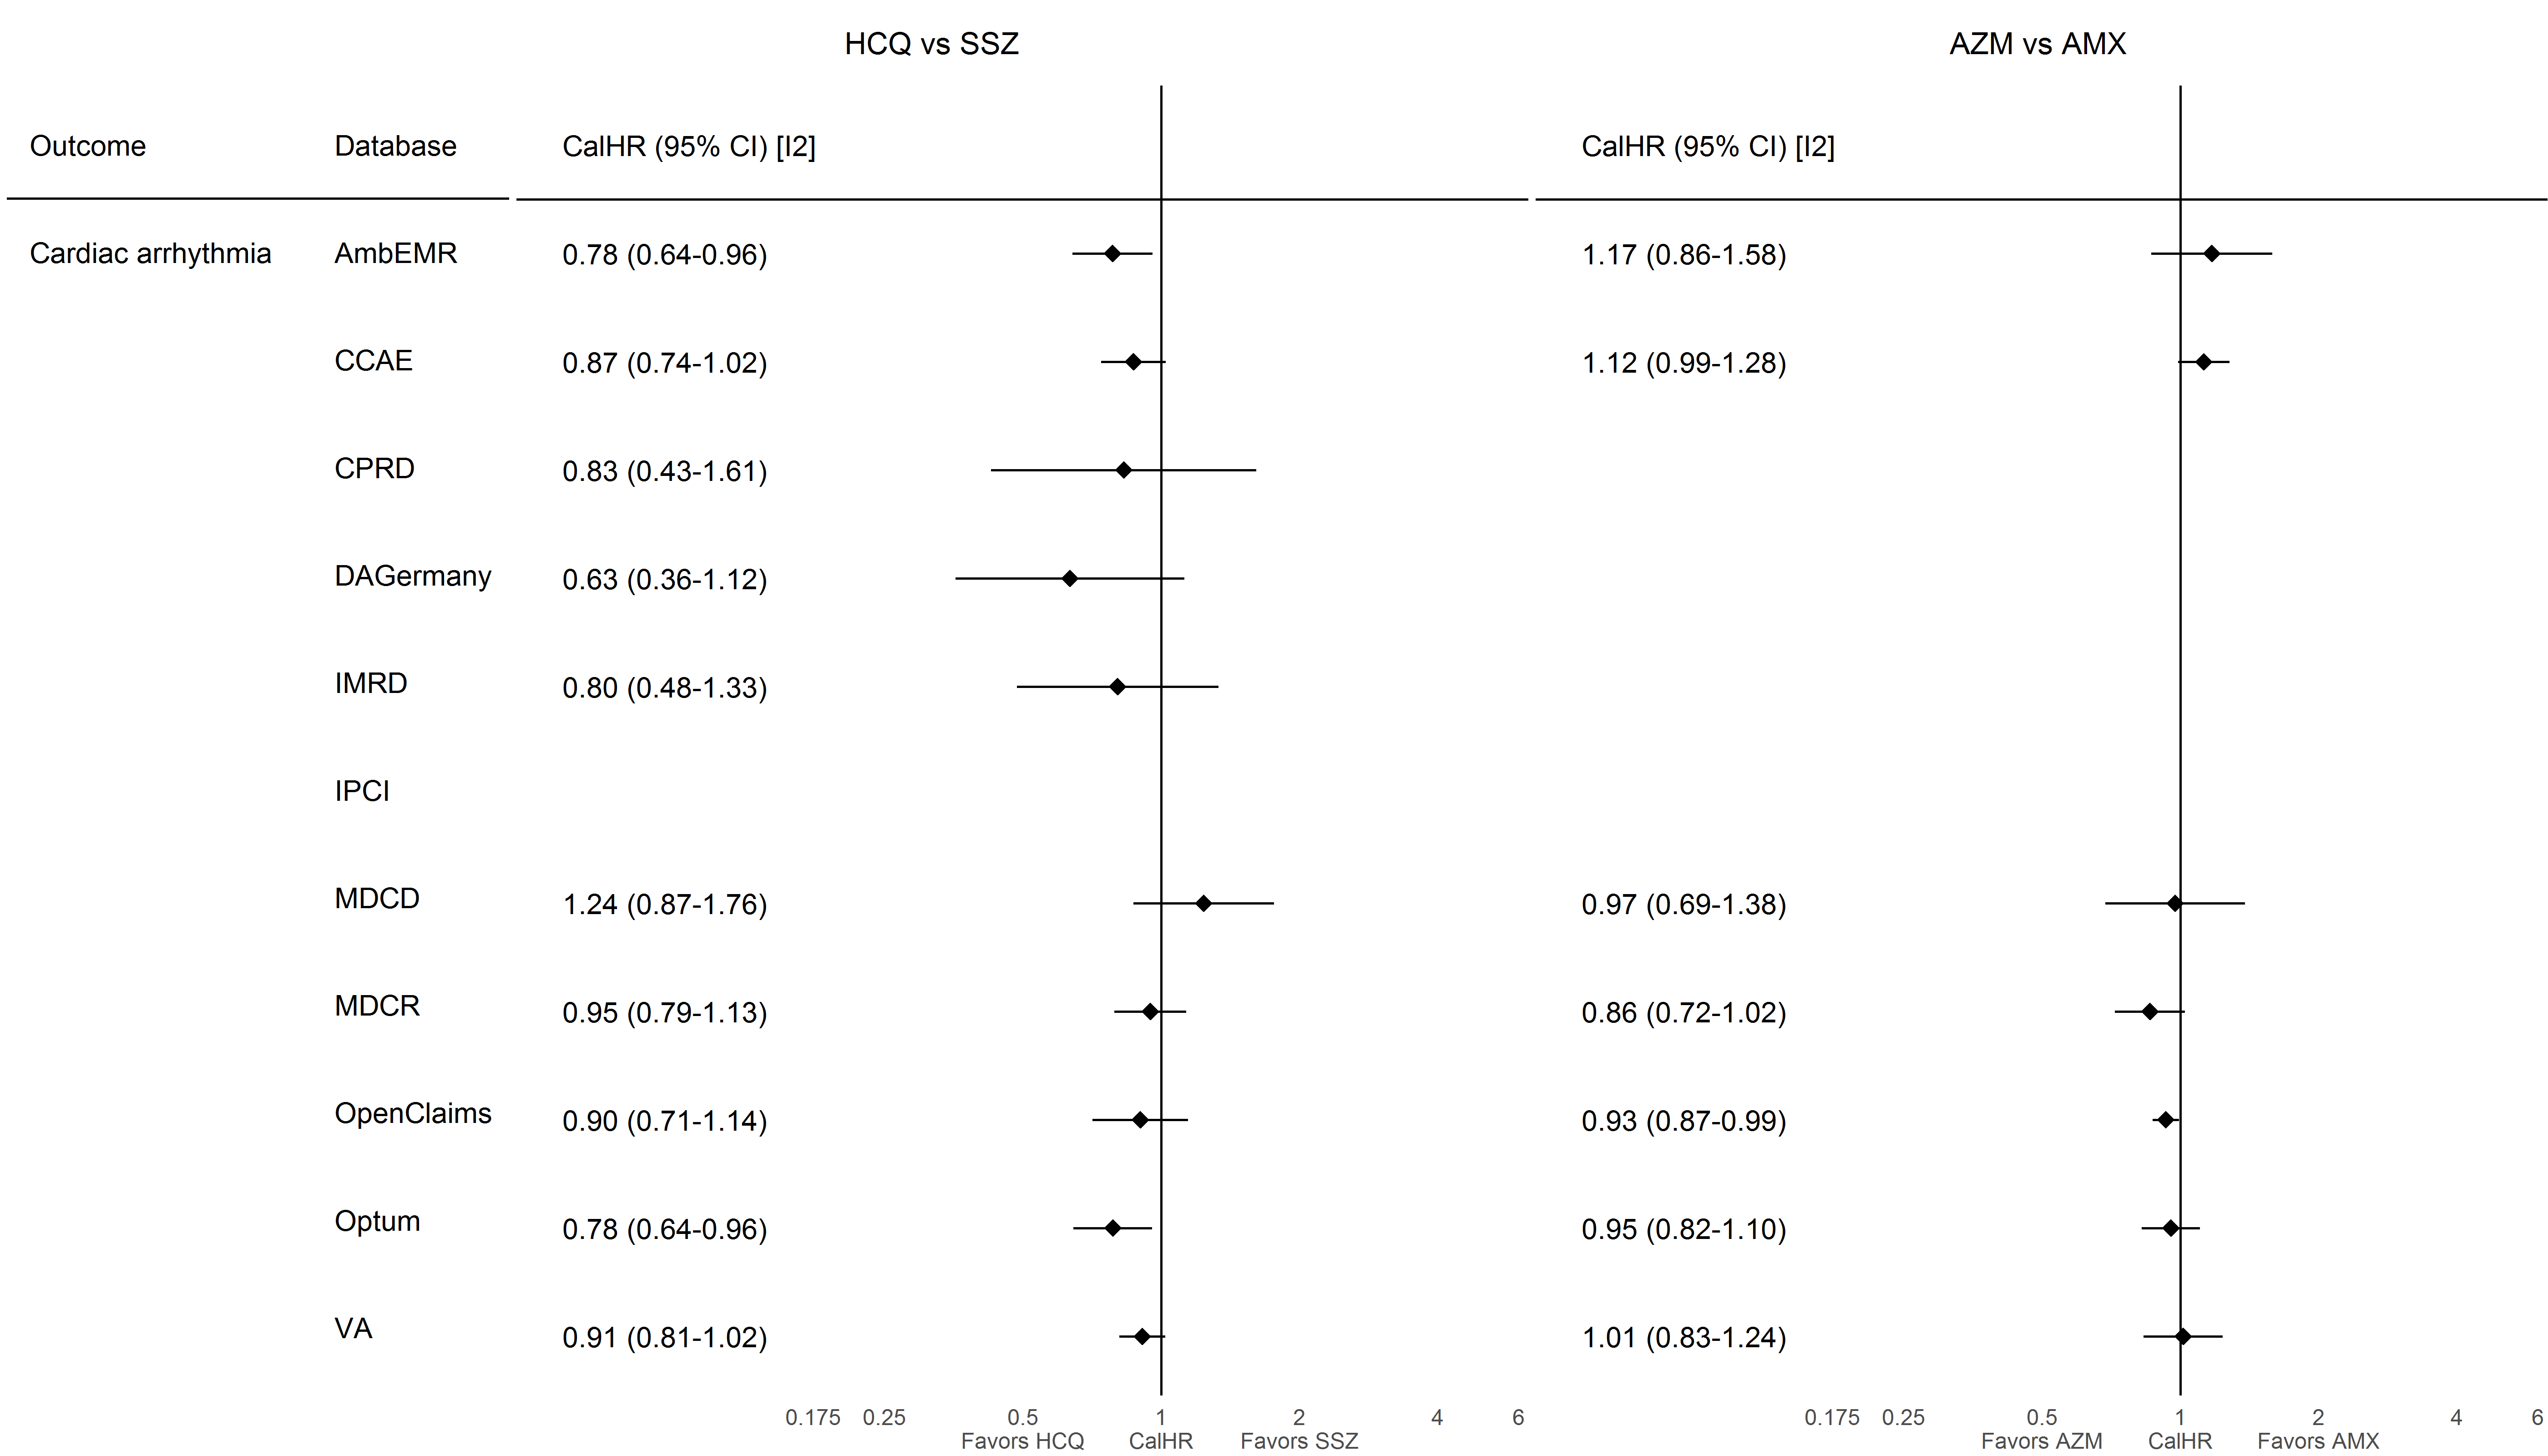 HCQ vs SSZ AZM vs AMX
Outcome Database CalHR (95% CI) [I2] CalHR (95% CI) [I2]
Cardiac arrhythmia AmbEMR 0.78 (0.64-0.96) 1.17 (0.86-1.58)
CCAE 0.87 (0.74-1.02) 1.12 (0.99-1.28)
CPRD 0.83 (0.43-1.61)
DAGermany 0.63 (0.36-1.12)
IMRD 0.80 (0.48-1.33)
IPCI
MDCD 1.24 (0.87-1.76) 0.97 (0.69-1.38)
MDCR 0.95 (0.79-1.13) 0.86 (0.72-1.02)
OpenClaims 0.90 (0.71-1.14) 0.93 (0.87-0.99)
Optum 0.78 (0.64-0.96) 0.95 (0.82-1.10)
VA 0.91 (0.81-1.02) 1.01 (0.83-1.24)
0.175 0.25 0.5 1 2 4 6 0.175 0.25 0.5 1 2 4 6
Favors HCQ CalHR Favors SSZ Favors AZM CalHR Favors AMX